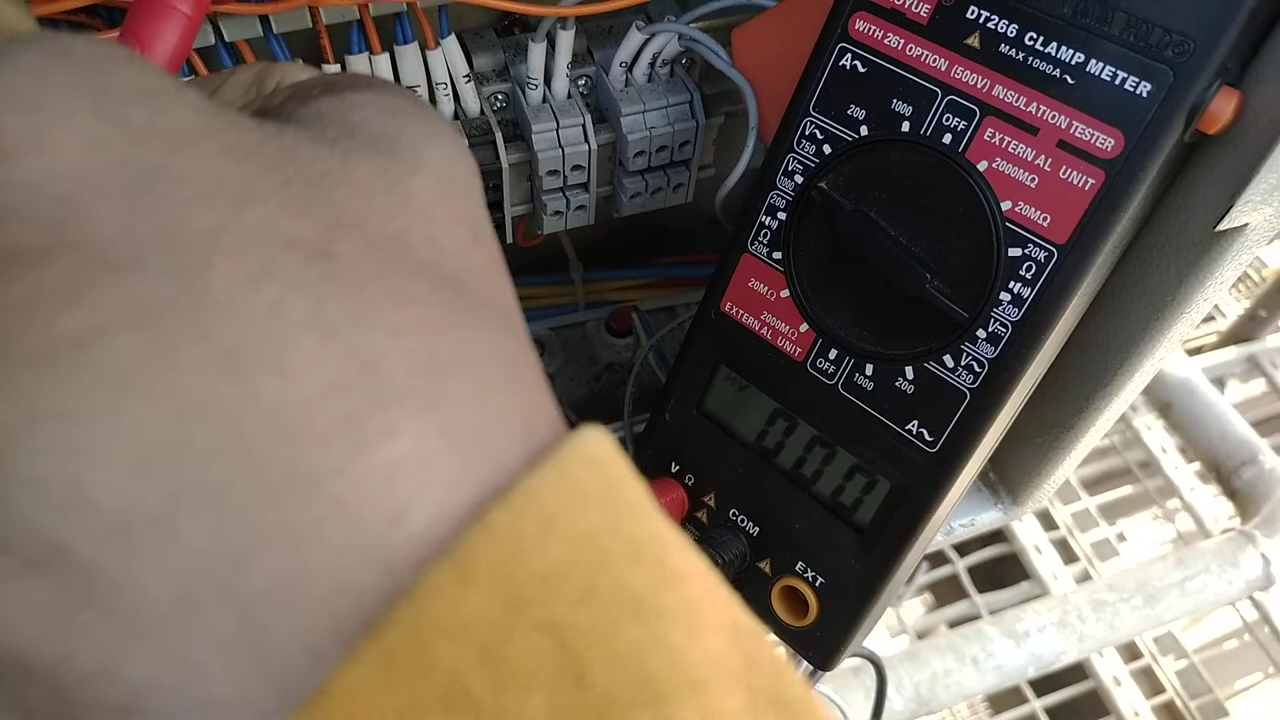 DT266 CLAMP METER
MAX 1000A~
WITH 261 OPTION (500V) INSULATION TESTER
A~
200
1000
OFF
EXTERNAL UNIT
2000MΩ
20MΩ
V~
750
V⎓
1000
200
Ω
20K
20K
Ω
200
V⎓
1000
V~
750
20MΩ
2000MΩ
EXTERNAL UNIT
OFF
1000
200
A~
000
V Ω
COM
EXT